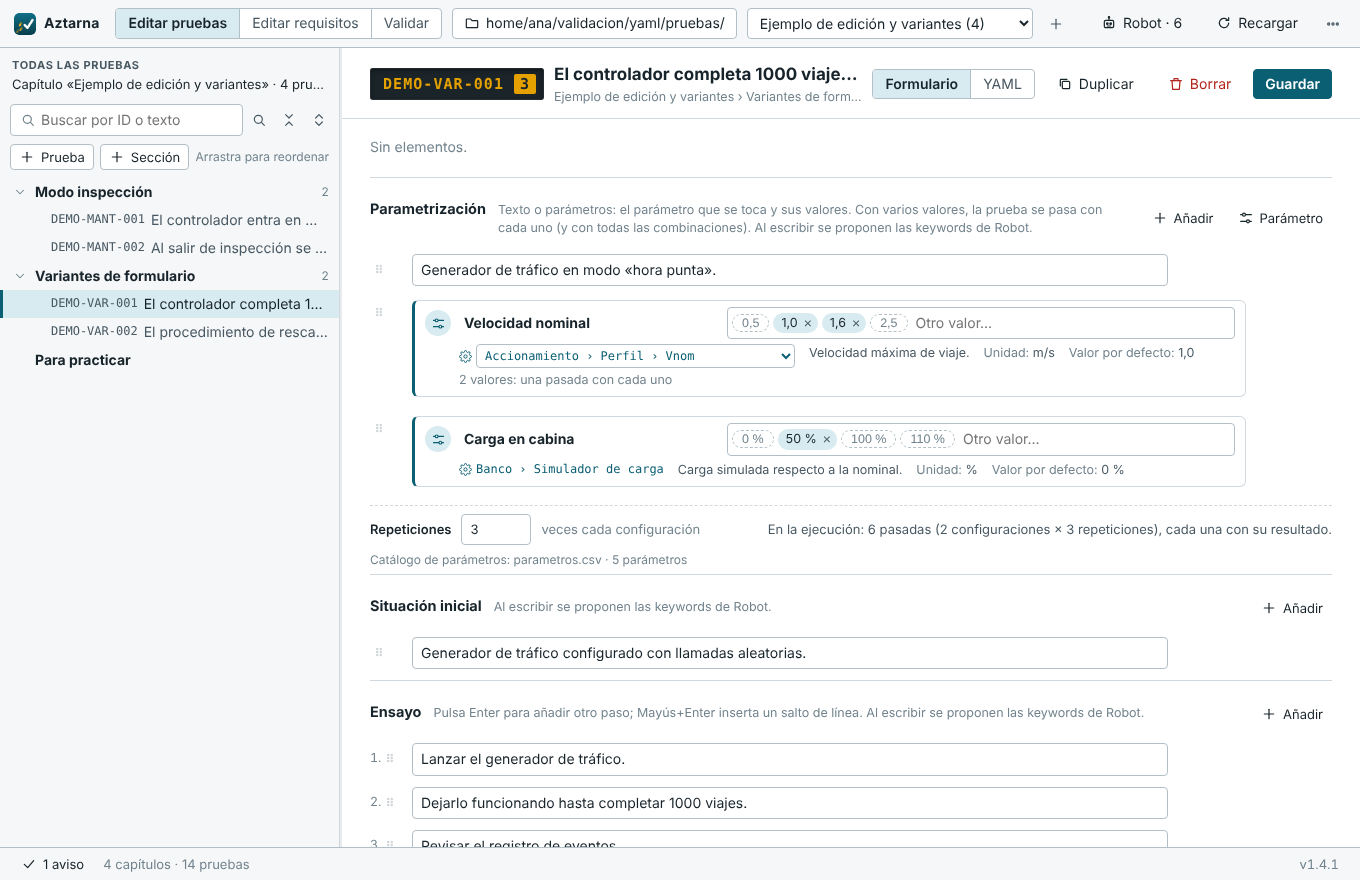 Aztarna
Editar pruebas
Editar requisitos
Validar
home/ana/validacion/yaml/pruebas/
Ejemplo de edición y variantes (4)
Robot · 6
Recargar
TODAS LAS PRUEBAS
Capítulo «Ejemplo de edición y variantes» · 4 pru...
Buscar por ID o texto
Prueba
Sección
Arrastra para reordenar
Modo inspección 2
DEMO-MANT-001 El controlador entra en ...
DEMO-MANT-002 Al salir de inspección se ...
Variantes de formulario 2
DEMO-VAR-001 El controlador completa 1...
DEMO-VAR-002 El procedimiento de resca...
Para practicar
DEMO-VAR-001 3
El controlador completa 1000 viaje...
Ejemplo de edición y variantes › Variantes de form...
Formulario
YAML
Duplicar
Borrar
Guardar
Sin elementos.
Parametrización
Texto o parámetros: el parámetro que se toca y sus valores. Con varios valores, la prueba se pasa con
cada uno (y con todas las combinaciones). Al escribir se proponen las keywords de Robot.
Añadir
Parámetro
Generador de tráfico en modo «hora punta».
Velocidad nominal
0,5 1,0 × 1,6 × 2,5 Otro valor...
Accionamiento › Perfil › Vnom
Velocidad máxima de viaje. Unidad: m/s Valor por defecto: 1,0
2 valores: una pasada con cada uno
Carga en cabina
0 % 50 % × 100 % 110 % Otro valor...
Banco › Simulador de carga Carga simulada respecto a la nominal. Unidad: % Valor por defecto: 0 %
Repeticiones 3 veces cada configuración
En la ejecución: 6 pasadas (2 configuraciones × 3 repeticiones), cada una con su resultado.
Catálogo de parámetros: parametros.csv · 5 parámetros
Situación inicial Al escribir se proponen las keywords de Robot.
Añadir
Generador de tráfico configurado con llamadas aleatorias.
Ensayo Pulsa Enter para añadir otro paso; Mayús+Enter inserta un salto de línea. Al escribir se proponen las keywords de Robot.
Añadir
1. Lanzar el generador de tráfico.
2. Dejarlo funcionando hasta completar 1000 viajes.
3. Revisar el registro de eventos.
1 aviso
4 capítulos · 14 pruebas
v1.4.1